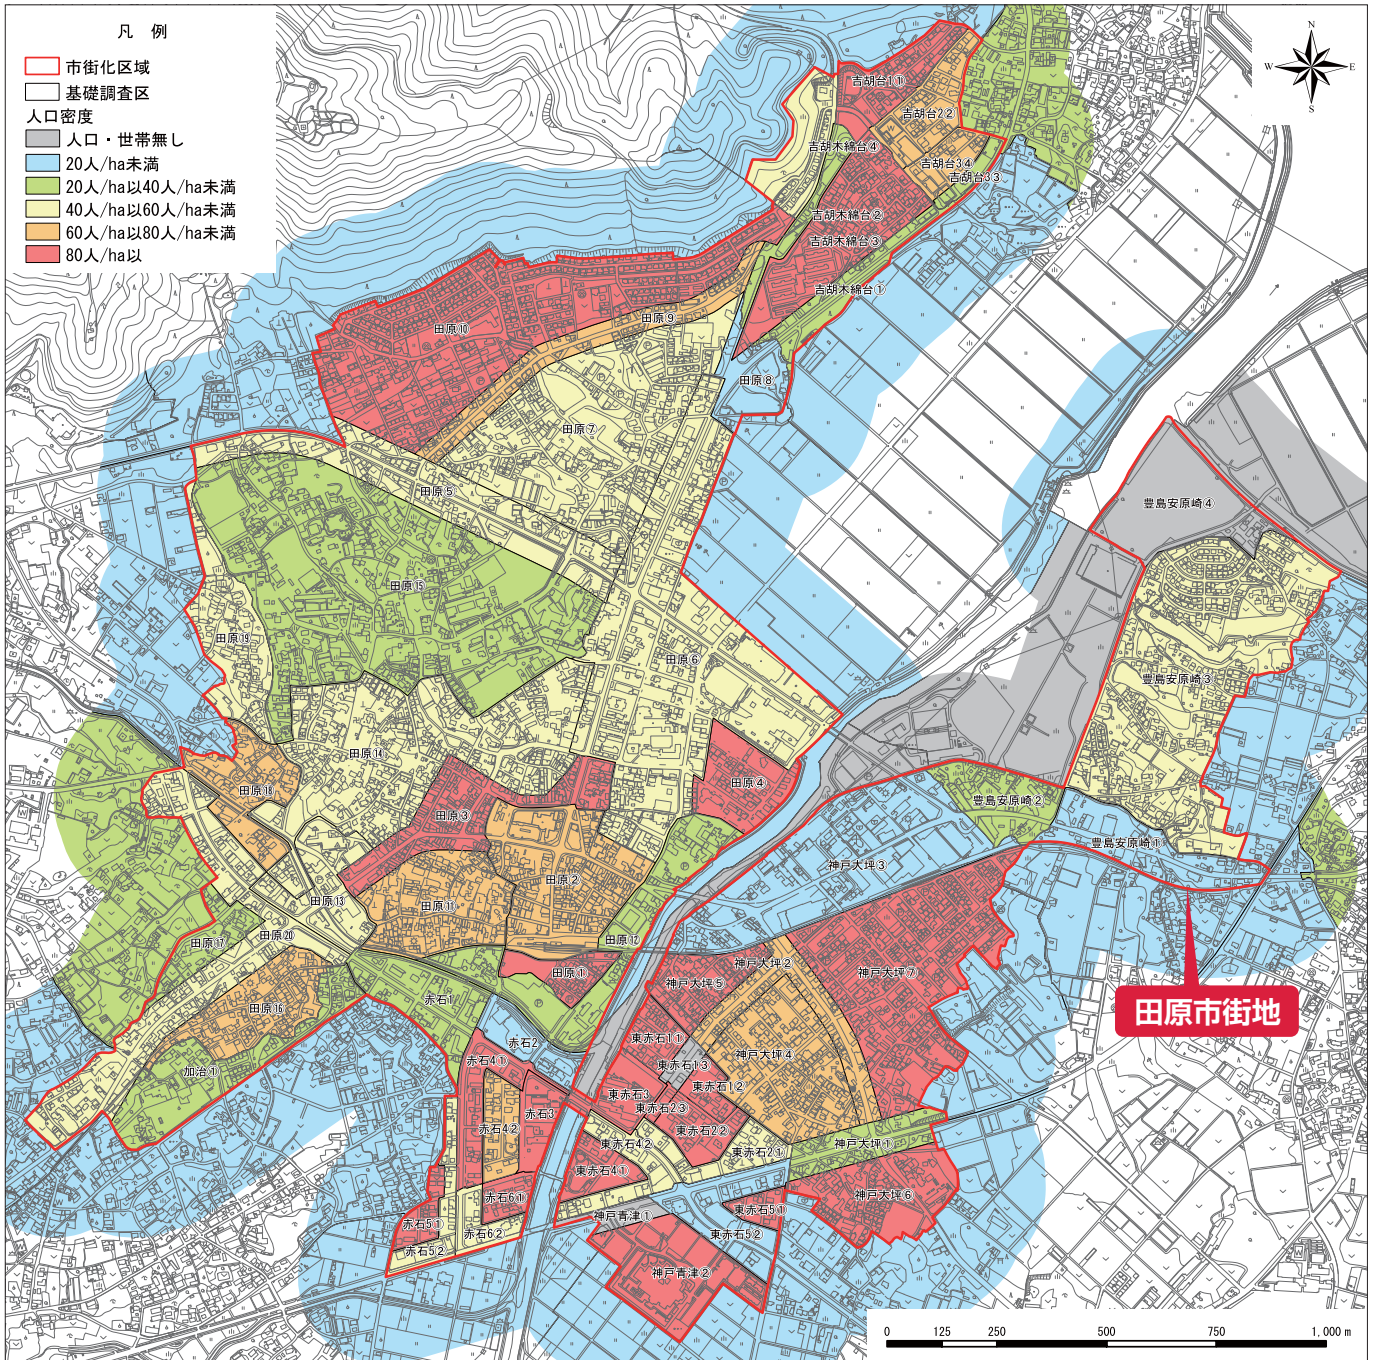 凡 例
市街化区域
基礎調査区
人口密度
人口・世帯無し
20人/ha未満
20人/ha以40人/ha未満
40人/ha以60人/ha未満
60人/ha以80人/ha未満
80人/ha以
N
W
E
S
吉胡台1①
吉胡台2②
吉胡木綿台④
吉胡台3④
吉胡台3③
吉胡木綿台②
吉胡木綿台③
吉胡木綿台①
田原⑨
田原⑩
田原⑧
田原⑦
田原⑤
豊島安原崎④
田原⑮
田原⑲
田原⑥
豊島安原崎③
田原⑭
田原④
田原⑱
豊島安原崎②
田原③
豊島安原崎①
神戸大坪③
田原②
田原⑬
田原⑪
田原⑳
田原⑰
田原⑫
神戸大坪②
田原①
神戸大坪⑦
神戸大坪⑤
赤石1
田原⑯
田原市街地
赤石2
東赤石1①
神戸大坪④
赤石4①
東赤石1③
加治①
東赤石1②
東赤石3
赤石3
東赤石2③
赤石4②
東赤石2②
東赤石4②
神戸大坪①
東赤石2①
東赤石4①
赤石6①
神戸大坪⑥
東赤石5①
神戸青津①
赤石5①
赤石6②
東赤石5②
赤石5②
神戸青津②
0 125 250 500 750 1,000 m